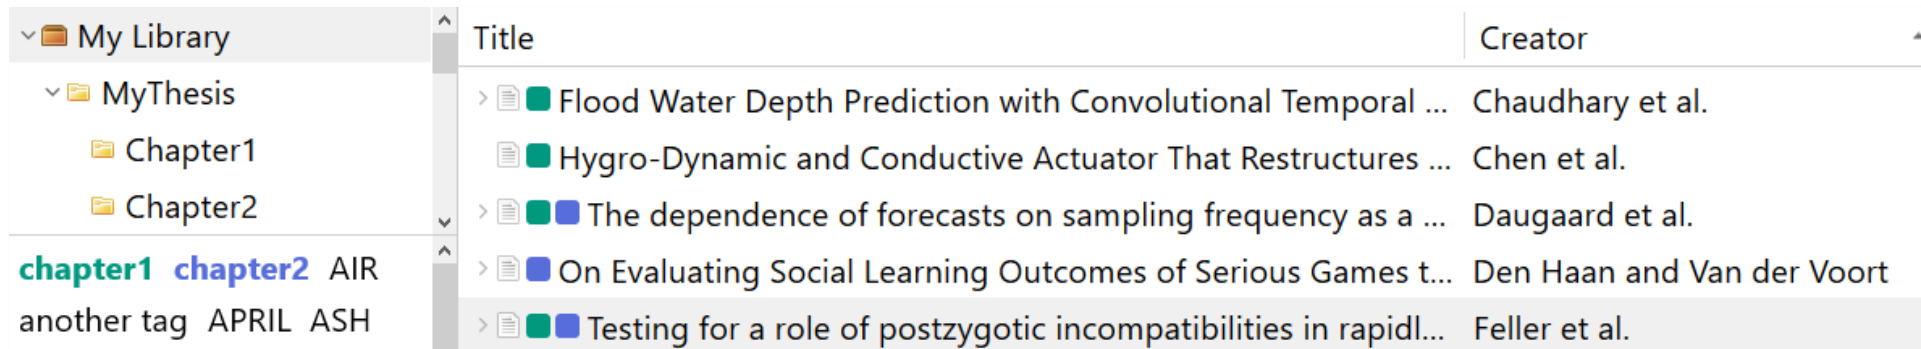 My Library
MyThesis
Chapter1
Chapter2
chapter1 chapter2 AIR
another tag APRIL ASH
Title Creator
Flood Water Depth Prediction with Convolutional Temporal ... Chaudhary et al.
Hygro-Dynamic and Conductive Actuator That Restructures ... Chen et al.
The dependence of forecasts on sampling frequency as a ... Daugaard et al.
On Evaluating Social Learning Outcomes of Serious Games t... Den Haan and Van der Voort
Testing for a role of postzygotic incompatibilities in rapidl... Feller et al.